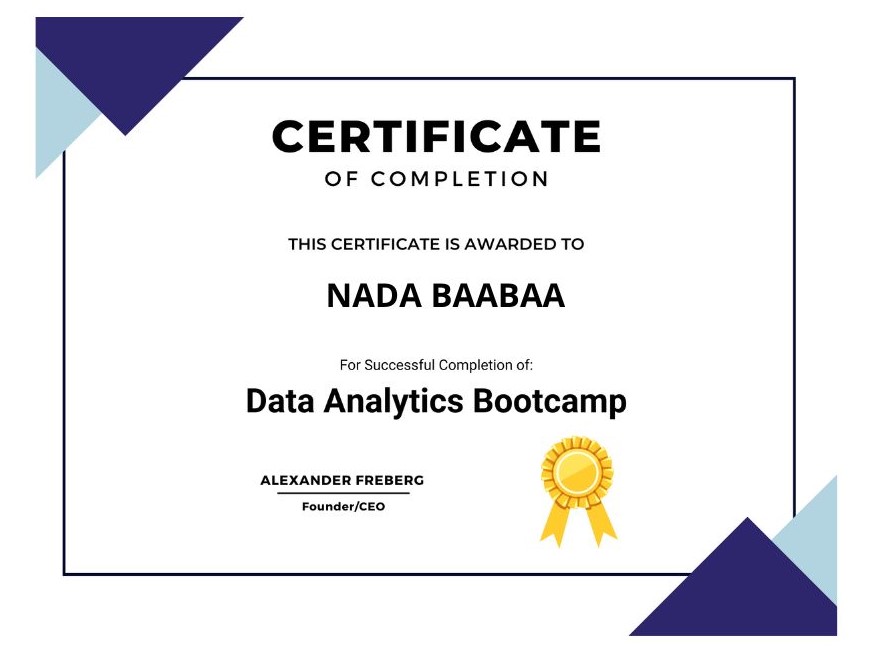 CERTIFICATE
OF COMPLETION
THIS CERTIFICATE IS AWARDED TO
NADA BAABAA
For Successful Completion of:
Data Analytics Bootcamp
ALEXANDER FREBERG
Founder/CEO